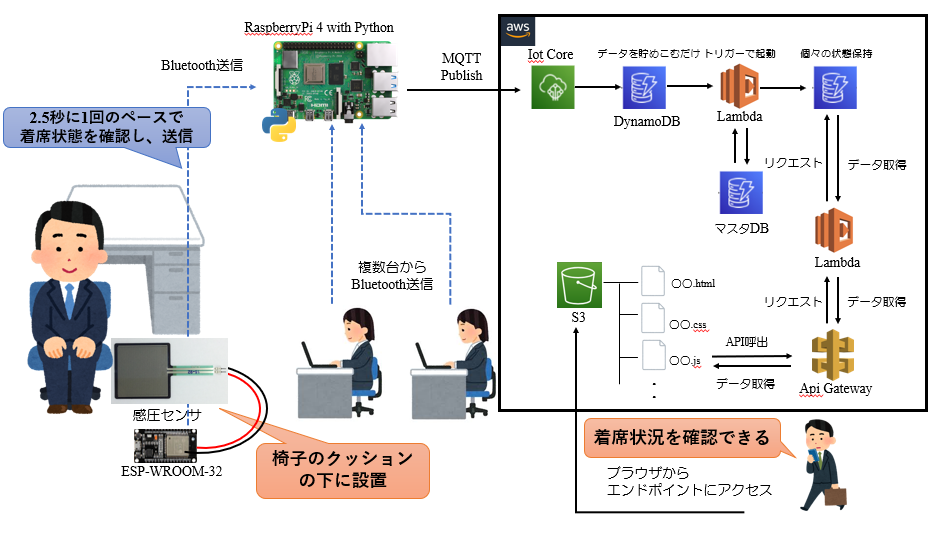 RaspberryPi 4 with Python
Bluetooth送信
2.5秒に1回のペースで
着席状態を確認し、送信
複数台から
Bluetooth送信
感圧センサ
ESP-WROOM-32
椅子のクッション
の下に設置
MQTT
Publish
aws
Iot Core
データを貯めこむだけ
トリガーで起動
個々の状態保持
DynamoDB
Lambda
マスタDB
リクエスト
データ取得
Lambda
リクエスト
データ取得
S3
〇〇.html
〇〇.css
〇〇.js
・
・
API呼出
データ取得
Api Gateway
着席状況を確認できる
ブラウザから
エンドポイントにアクセス